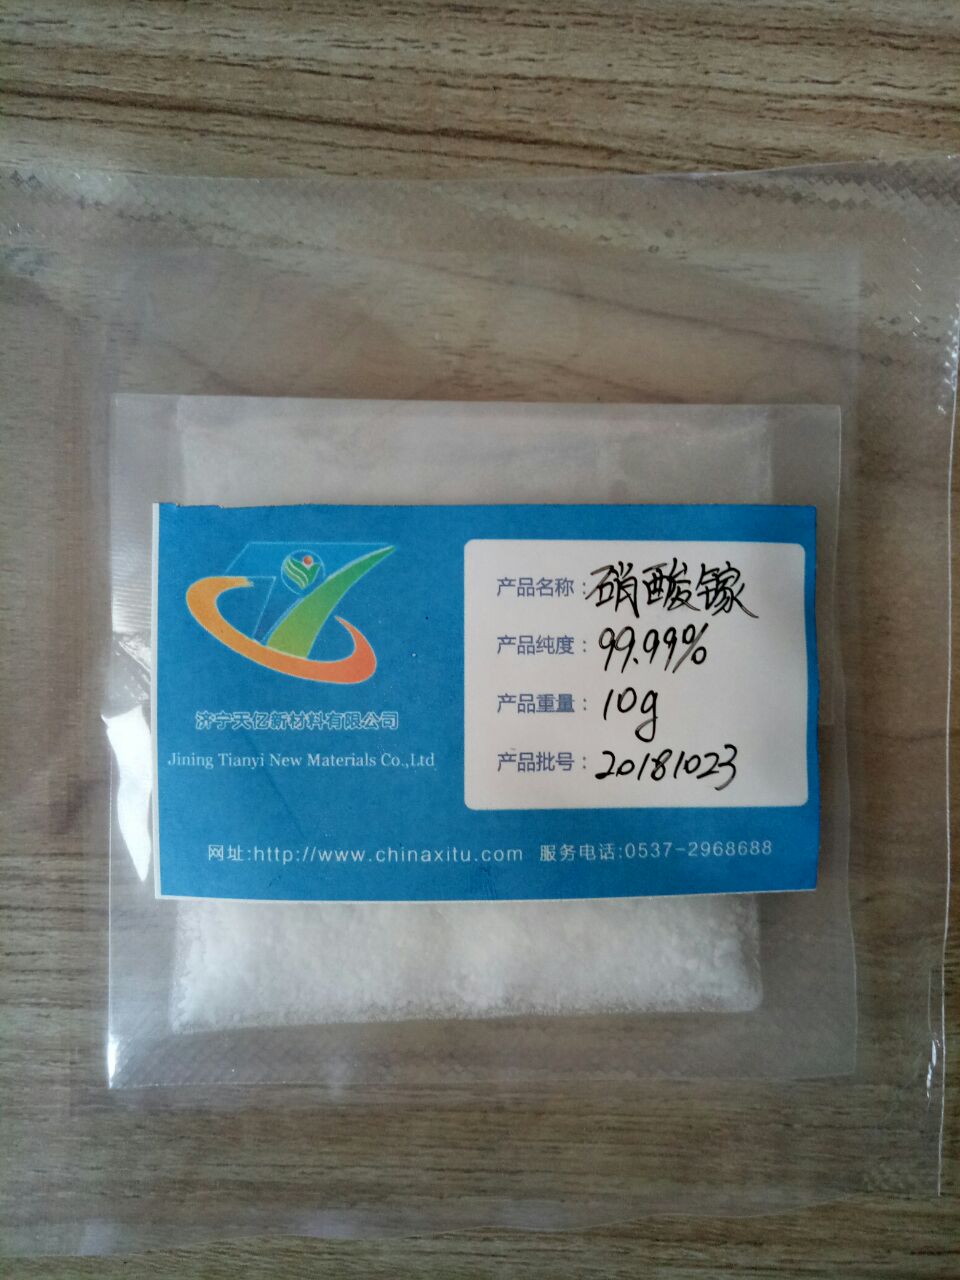 产品名称：硝酸镓
产品纯度：99.99%
产品重量：10g
产品批号：20181023
济宁天亿新材料有限公司
Jining Tianyi New Materials Co.,Ltd
网址:http://www.chinaxitu.com 服务电话:0537-2968688